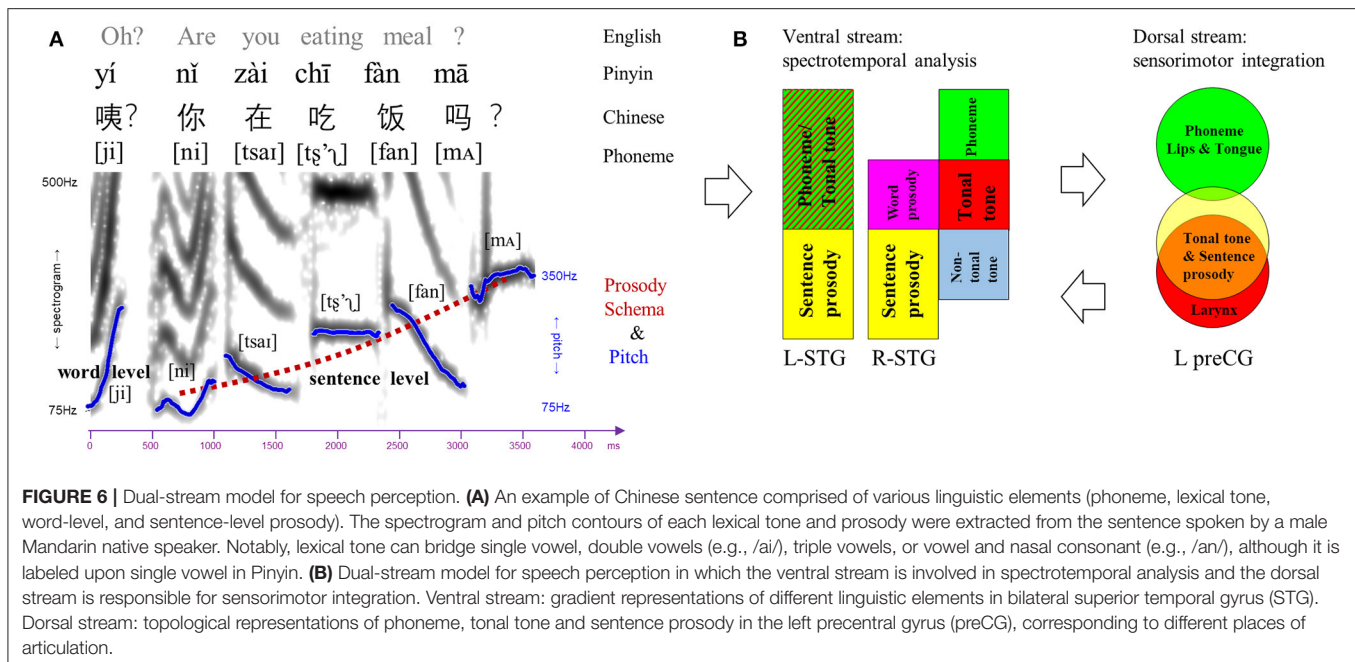 A
Oh? Are you eating meal ? English
yí nǐ zài chī fàn mā Pinyin
咦? 你 在 吃 饭 吗 ? Chinese
[ji] [ni] [tsaı] [tʂ’ʅ] [fan] [mᴀ] Phoneme
500Hz
← spectrogram →
75Hz
word level
[ji]
[ni]
[tsaı]
[tʂ’ʅ]
[fan]
[mᴀ]
sentence level
350Hz
← pitch →
75Hz
Prosody
Schema
&
Pitch
0 500 1000 1500 2000 2500 3000 3500 4000 ms
B
Ventral stream:
spectrotemporal analysis
Phoneme/
Tonal tone
Sentence
prosody
L-STG
Word
prosody
Sentence
prosody
R-STG
Phoneme
Tonal
tone
Non-
tonal
tone
Dorsal stream:
sensorimotor integration
Phoneme
Lips & Tongue
Tonal tone
& Sentence
prosody
Larynx
L preCG
FIGURE 6 | Dual-stream model for speech perception. (A) An example of Chinese sentence comprised of various linguistic elements (phoneme, lexical tone,
word-level, and sentence-level prosody). The spectrogram and pitch contours of each lexical tone and prosody were extracted from the sentence spoken by a male
Mandarin native speaker. Notably, lexical tone can bridge single vowel, double vowels (e.g., /ai/), triple vowels, or vowel and nasal consonant (e.g., /an/), although it is
labeled upon single vowel in Pinyin. (B) Dual-stream model for speech perception in which the ventral stream is involved in spectrotemporal analysis and the dorsal
stream is responsible for sensorimotor integration. Ventral stream: gradient representations of different linguistic elements in bilateral superior temporal gyrus (STG).
Dorsal stream: topological representations of phoneme, tonal tone and sentence prosody in the left precentral gyrus (preCG), corresponding to different places of
articulation.